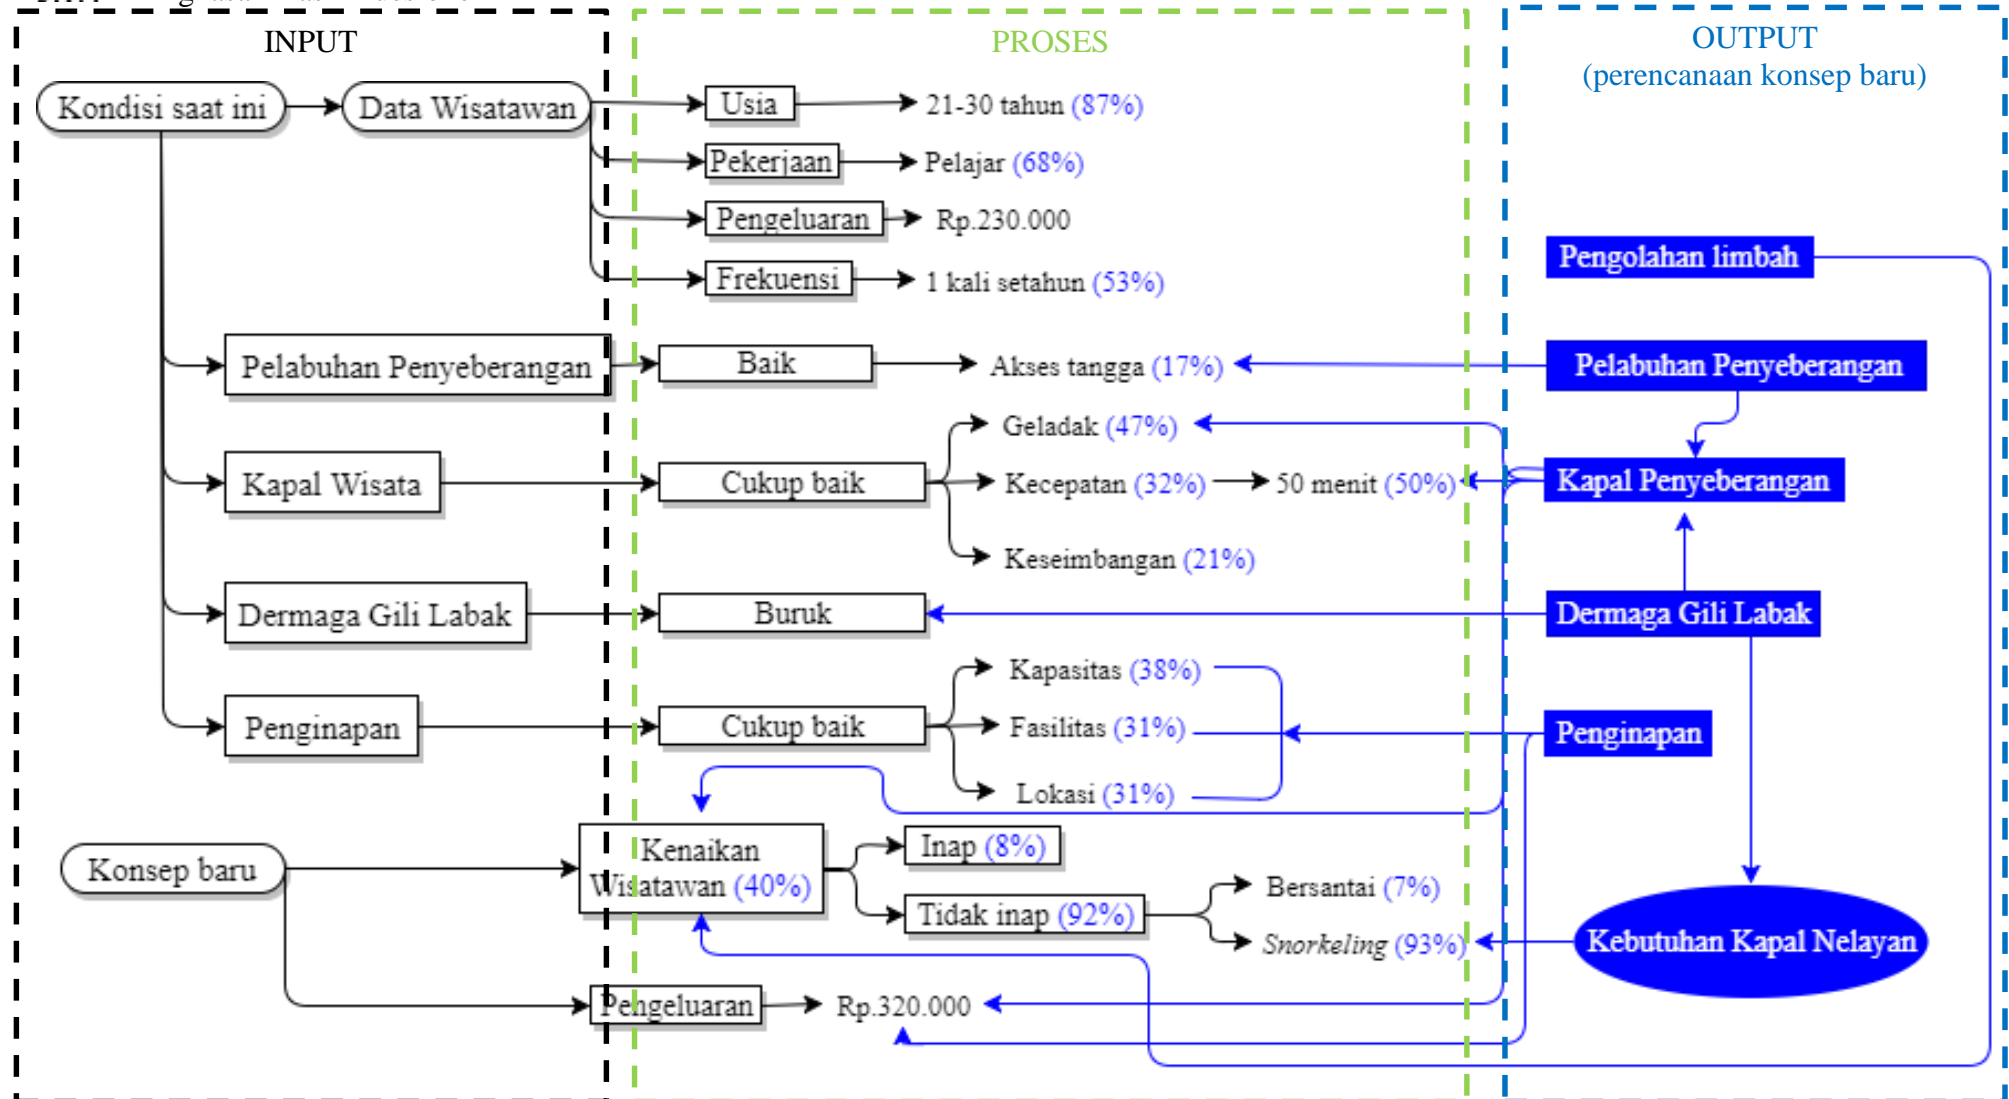 INPUT
PROSES
OUTPUT
(perencanaan konsep baru)
Kondisi saat ini
Data Wisatawan
Usia
21-30 tahun (87%)
Pekerjaan
Pelajar (68%)
Pengeluaran
Rp.230.000
Frekuensi
1 kali setahun (53%)
Pengolahan limbah
Pelabuhan Penyeberangan
Baik
Akses tangga (17%)
Pelabuhan Penyeberangan
Kapal Wisata
Cukup baik
Geladak (47%)
Kecepatan (32%)
50 menit (50%)
Keseimbangan (21%)
Kapal Penyeberangan
Dermaga Gili Labak
Buruk
Dermaga Gili Labak
Penginapan
Cukup baik
Kapasitas (38%)
Fasilitas (31%)
Lokasi (31%)
Penginapan
Konsep baru
Kenaikan
Wisatawan (40%)
Inap (8%)
Tidak inap (92%)
Bersantai (7%)
Snorkeling (93%)
Kebutuhan Kapal Nelayan
Pengeluaran
Rp.320.000